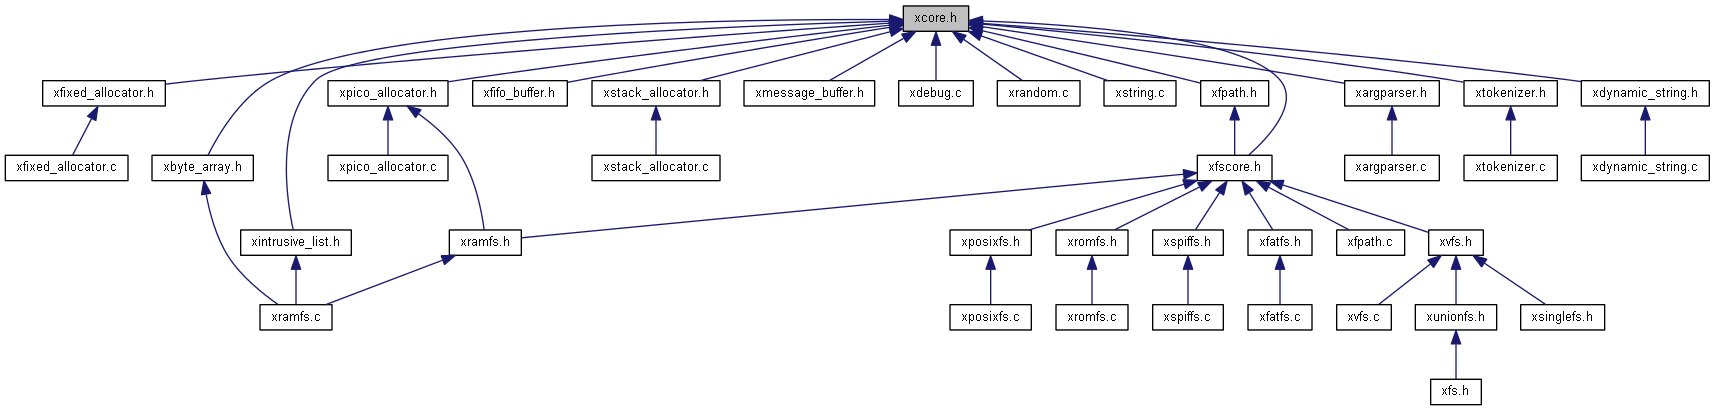 xcore.h
xfixed_allocator.h
xpico_allocator.h
xfifo_buffer.h
xstack_allocator.h
xmessage_buffer.h
xdebug.c
xrandom.c
xstring.c
xfpath.h
xargparser.h
xtokenizer.h
xdynamic_string.h
xfixed_allocator.c
xbyte_array.h
xpico_allocator.c
xstack_allocator.c
xfscore.h
xargparser.c
xtokenizer.c
xdynamic_string.c
xintrusive_list.h
xramfs.h
xposixfs.h
xromfs.h
xspiffs.h
xfatfs.h
xfpath.c
xvfs.h
xramfs.c
xposixfs.c
xromfs.c
xspiffs.c
xfatfs.c
xvfs.c
xunionfs.h
xsinglefs.h
xfs.h